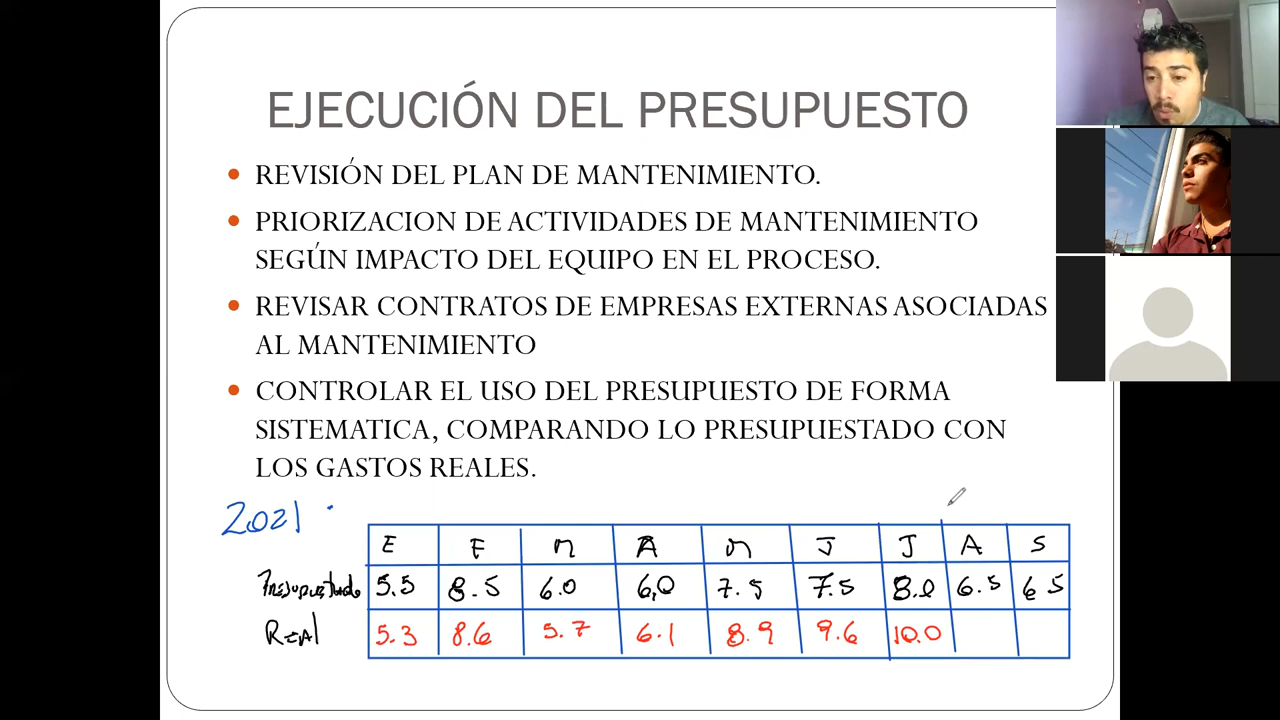 EJECUCIÓN DEL PRESUPUESTO
• REVISIÓN DEL PLAN DE MANTENIMIENTO.
• PRIORIZACION DE ACTIVIDADES DE MANTENIMIENTO
SEGÚN IMPACTO DEL EQUIPO EN EL PROCESO.
• REVISAR CONTRATOS DE EMPRESAS EXTERNAS ASOCIADAS
AL MANTENIMIENTO
• CONTROLAR EL USO DEL PRESUPUESTO DE FORMA
SISTEMATICA, COMPARANDO LO PRESUPUESTADO CON
LOS GASTOS REALES.
2021
E F M A M J J A S
Presupuestado 5.5 8.5 6.0 6.0 7.5 7.5 8.0 6.5 6.5
Real 5.3 8.6 5.7 6.1 8.9 9.6 10.0